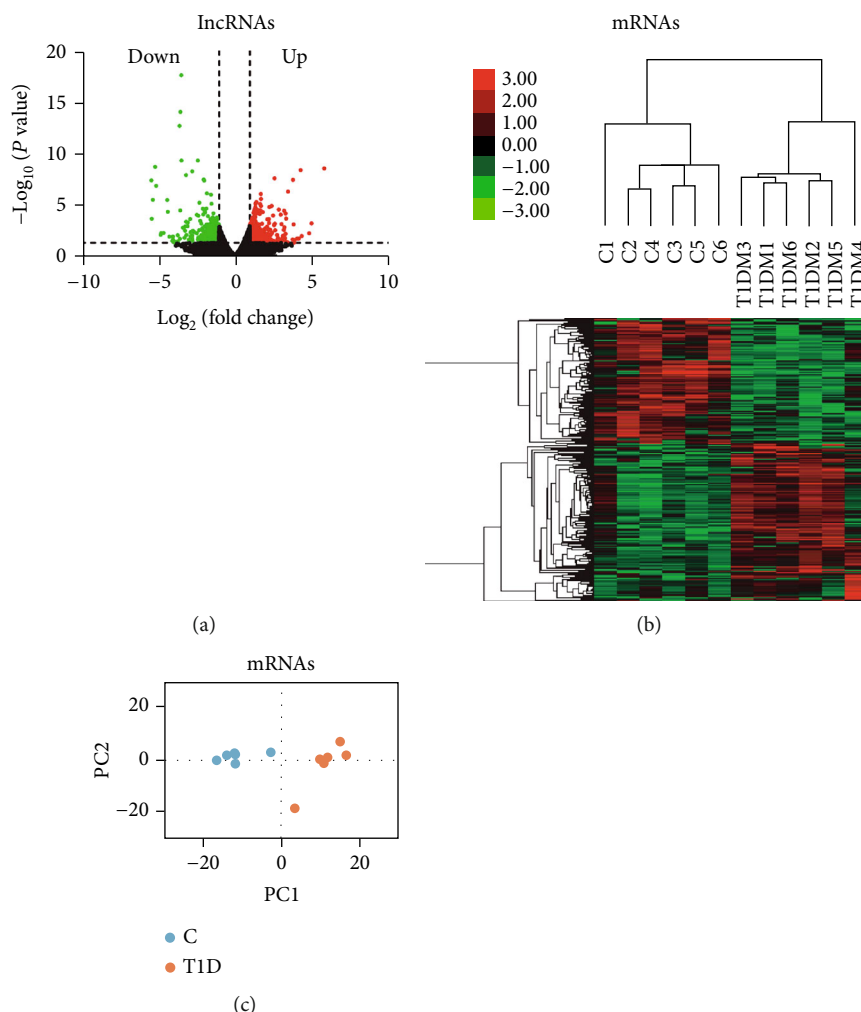 lncRNAs
Down
Up
20
15
10
5
0
−Log10 (P value)
−10
−5
0
5
10
Log2 (fold change)
(a)
mRNAs
3.00
2.00
1.00
0.00
−1.00
−2.00
−3.00
C1
C2
C4
C3
C5
C6
T1DM3
T1DM1
T1DM6
T1DM2
T1DM5
T1DM4
(b)
mRNAs
20
0
−20
PC2
−20
0
20
PC1
C
T1D
(c)